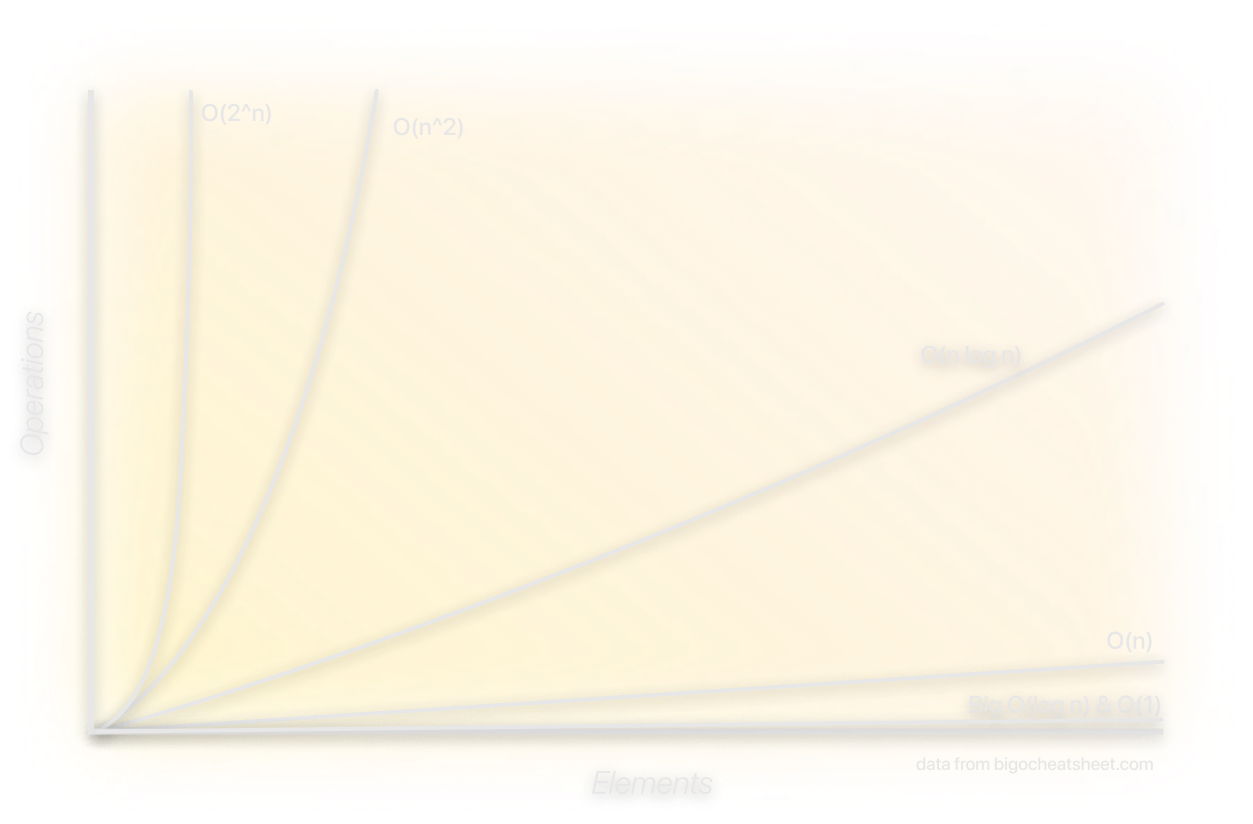 O(2^n)
O(n^2)
Operations
O(n log n)
O(n)
Big O(log n) & O(1)
data from bigocheatsheet.com
Elements